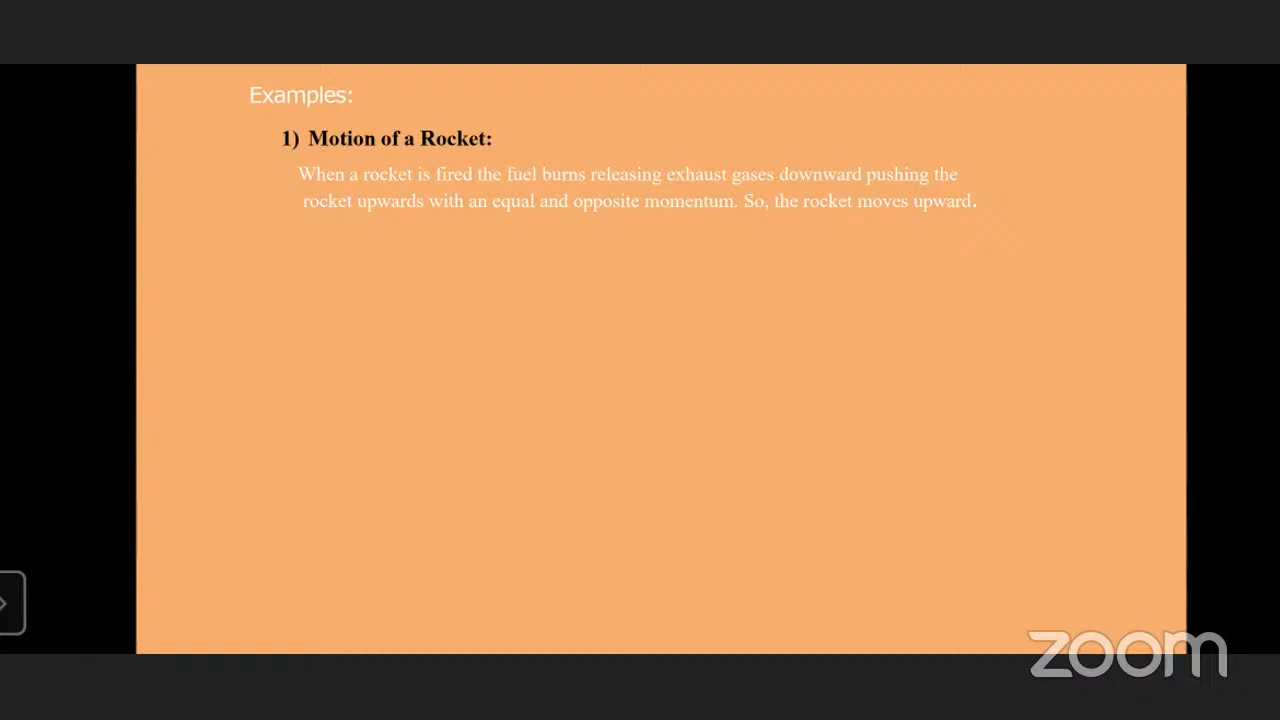 Examples:
1) Motion of a Rocket:
When a rocket is fired the fuel burns releasing exhaust gases downward pushing the
rocket upwards with an equal and opposite momentum. So, the rocket moves upward.
zoom